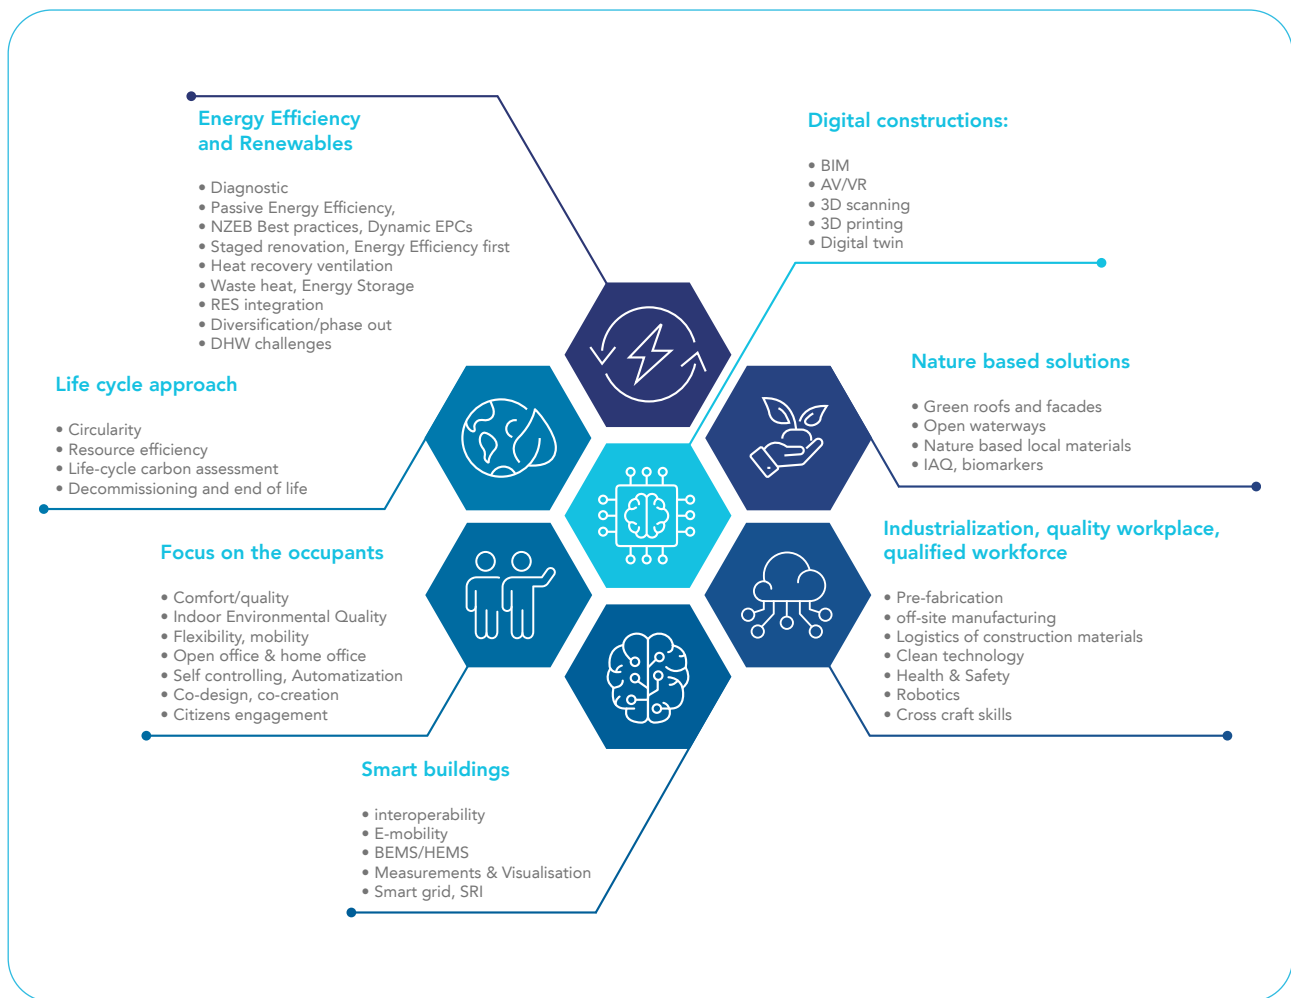 Energy Efficiency
and Renewables
• Diagnostic
• Passive Energy Efficiency,
• NZEB Best practices, Dynamic EPCs
• Staged renovation, Energy Efficiency first
• Heat recovery ventilation
• Waste heat, Energy Storage
• RES integration
• Diversification/phase out
• DHW challenges
Digital constructions:
• BIM
• AV/VR
• 3D scanning
• 3D printing
• Digital twin
Life cycle approach
• Circularity
• Resource efficiency
• Life-cycle carbon assessment
• Decommissioning and end of life
Nature based solutions
• Green roofs and facades
• Open waterways
• Nature based local materials
• IAQ, biomarkers
Focus on the occupants
• Comfort/quality
• Indoor Environmental Quality
• Flexibility, mobility
• Open office & home office
• Self controlling, Automatization
• Co-design, co-creation
• Citizens engagement
Industrialization, quality workplace,
qualified workforce
• Pre-fabrication
• off-site manufacturing
• Logistics of construction materials
• Clean technology
• Health & Safety
• Robotics
• Cross craft skills
Smart buildings
• interoperability
• E-mobility
• BEMS/HEMS
• Measurements & Visualisation
• Smart grid, SRI